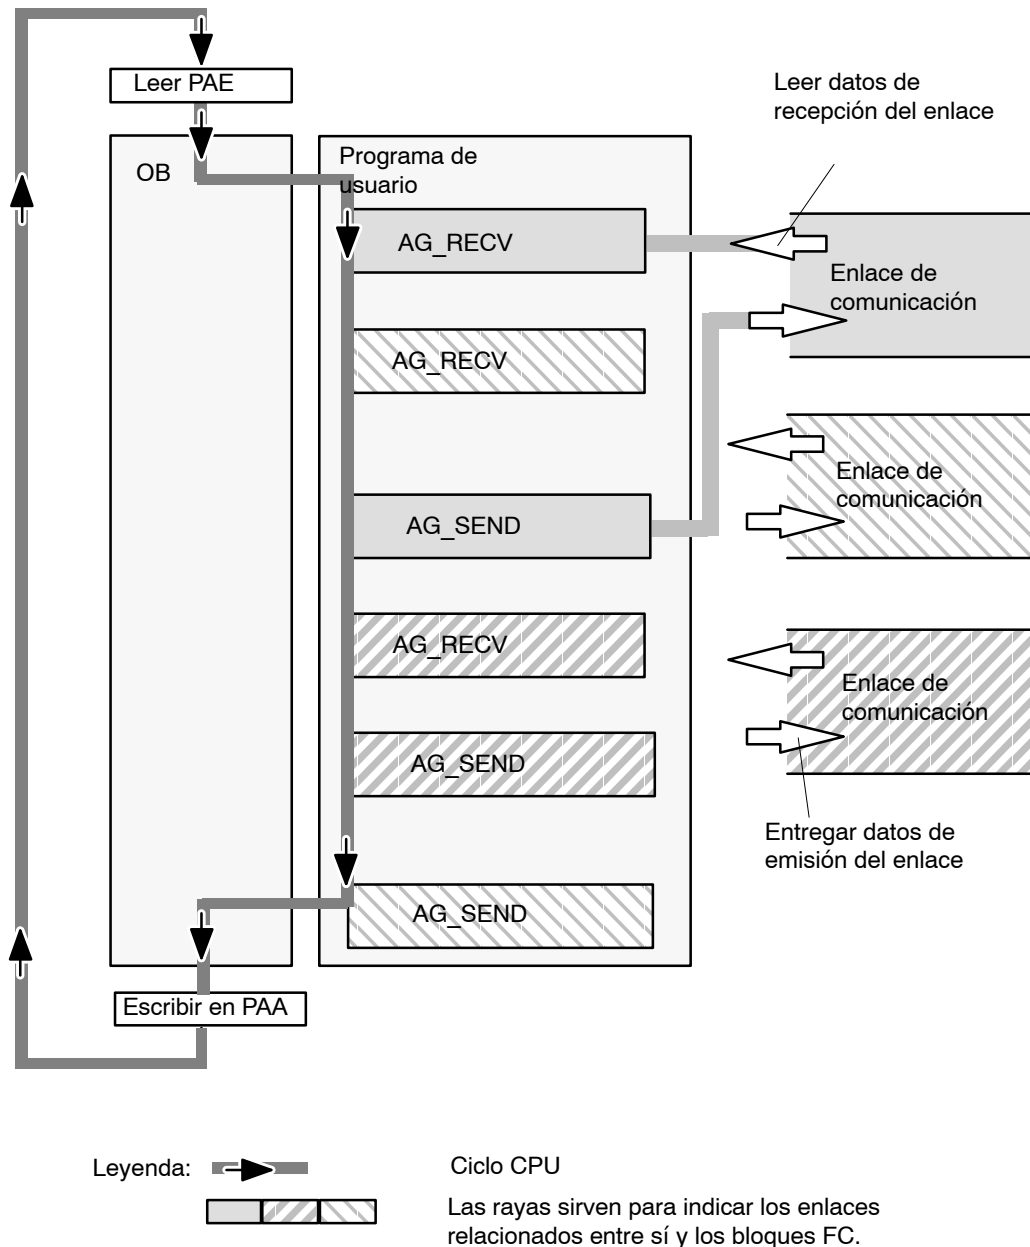 Leer PAE
Leer datos de
recepción del enlace
OB
Programa de
usuario
AG_RECV
Enlace de
comunicación
AG_RECV
Enlace de
comunicación
AG_SEND
AG_RECV
Enlace de
comunicación
AG_SEND
Entregar datos de
emisión del enlace
AG_SEND
Escribir en PAA
Leyenda:
Ciclo CPU
Las rayas sirven para indicar los enlaces
relacionados entre sí y los bloques FC.